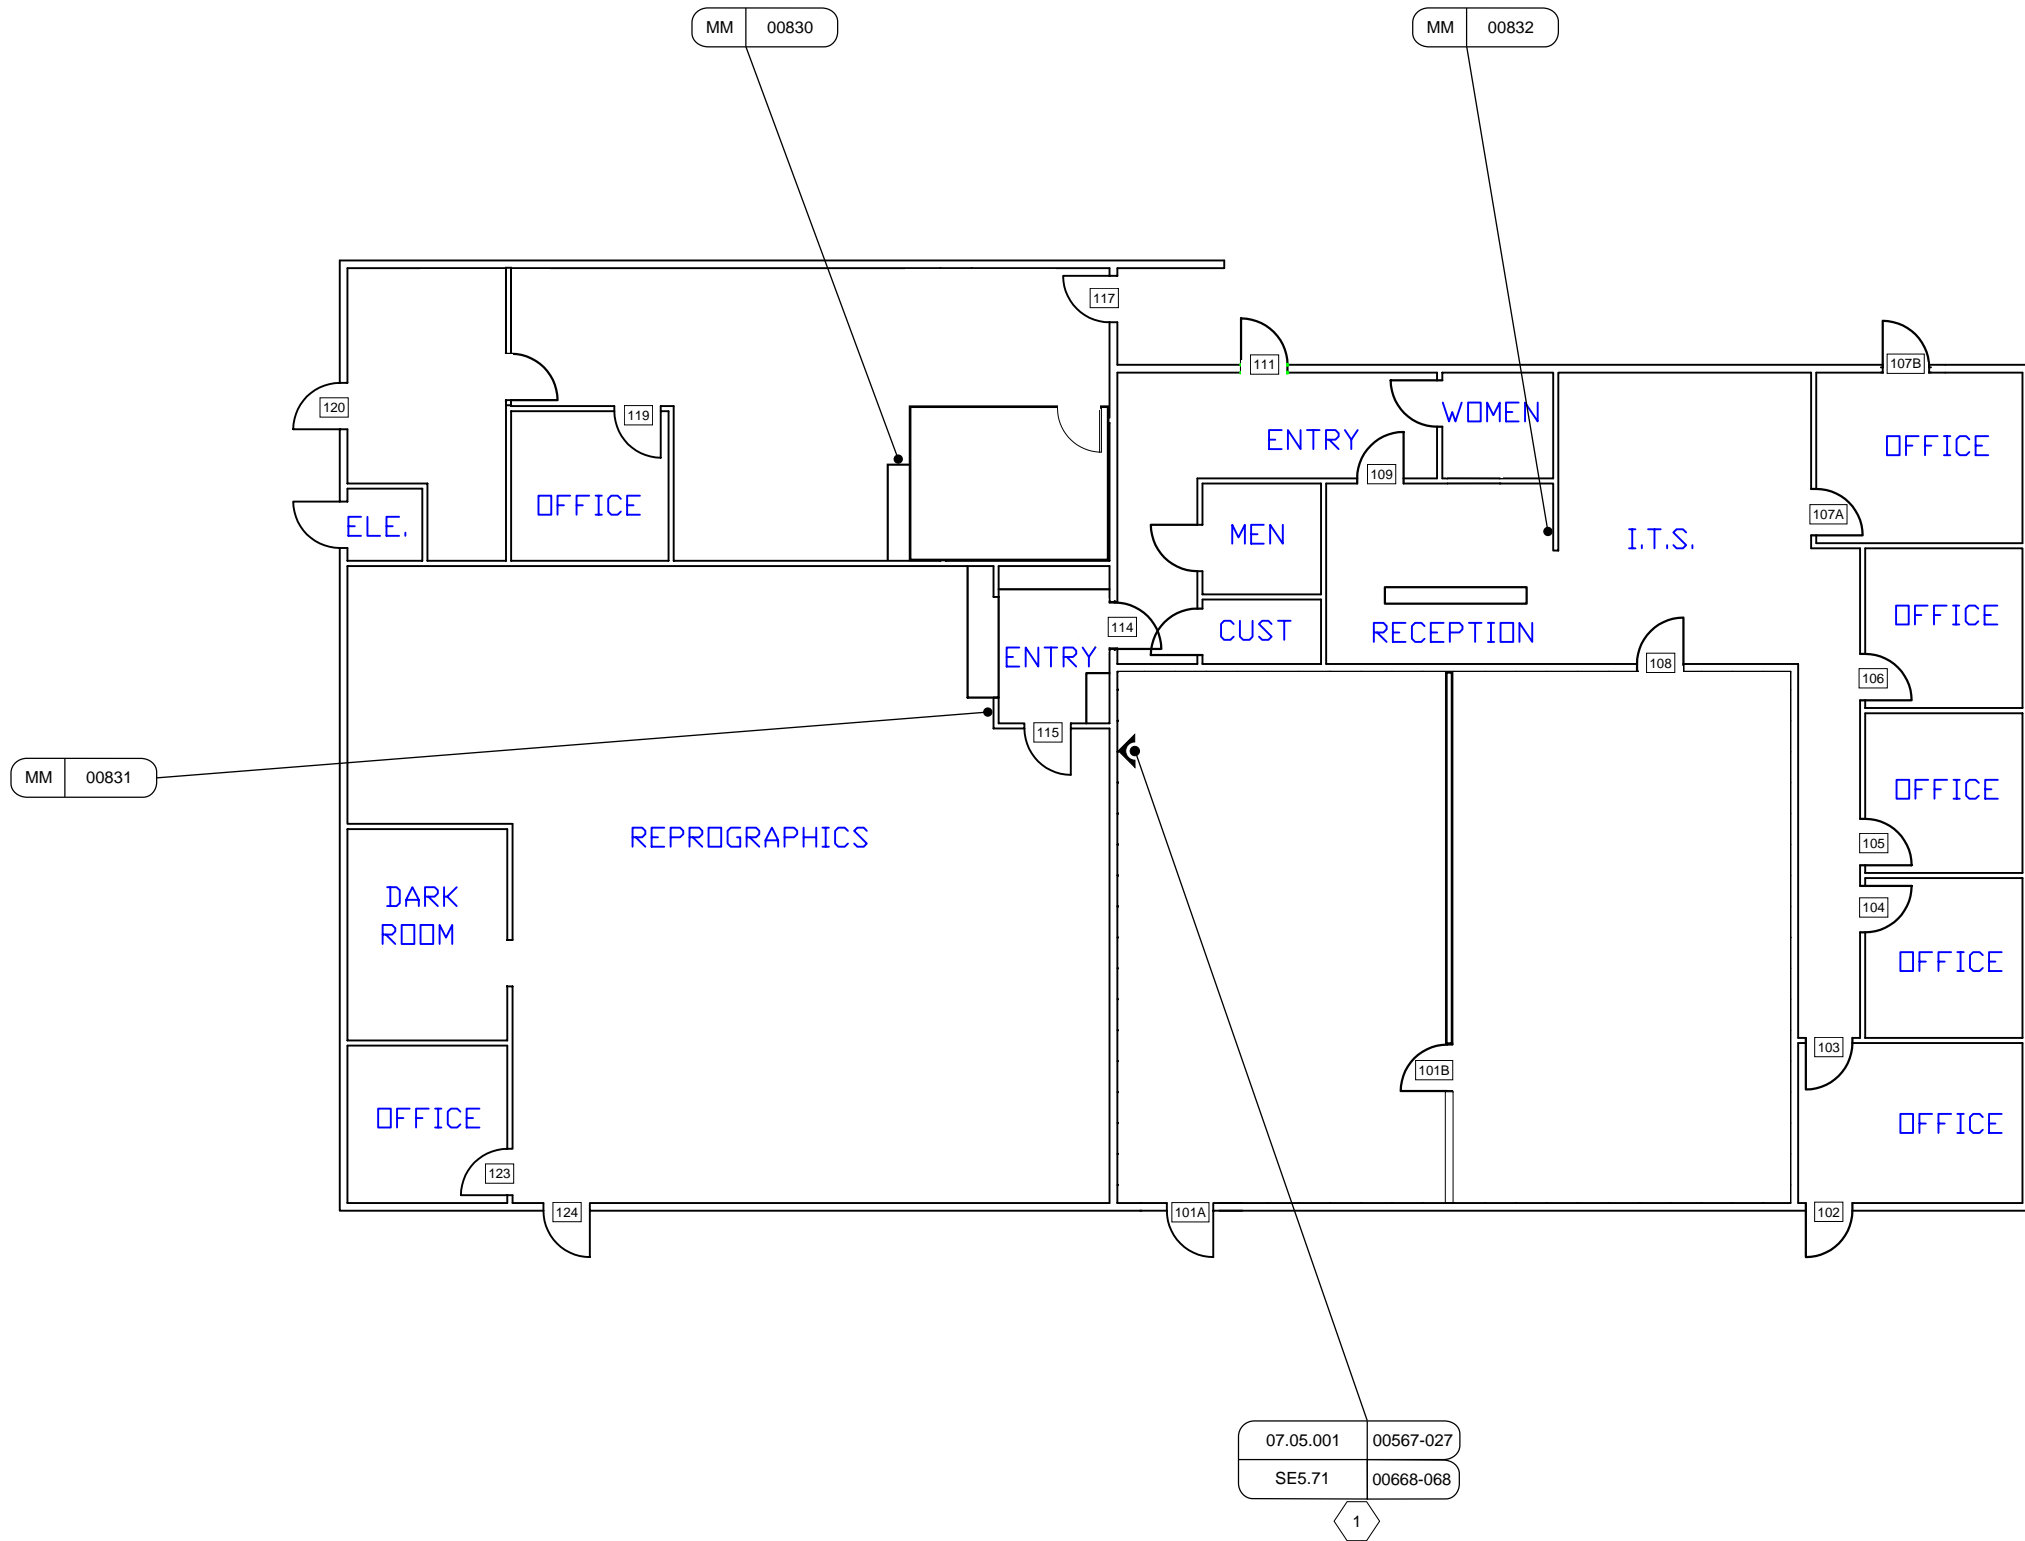 MM 00830
MM 00832
117
111
107B
120
119
WOMEN
ENTRY
OFFICE
109
OFFICE
107A
ELE.
MEN
I.T.S.
OFFICE
114
CUST
RECEPTION
ENTRY
108
106
115
MM 00831
OFFICE
REPROGRAPHICS
105
DARK
ROOM
104
OFFICE
103
101B
OFFICE
OFFICE
123
124
101A
102
07.05.001 00567-027
SE5.71 00668-068
1